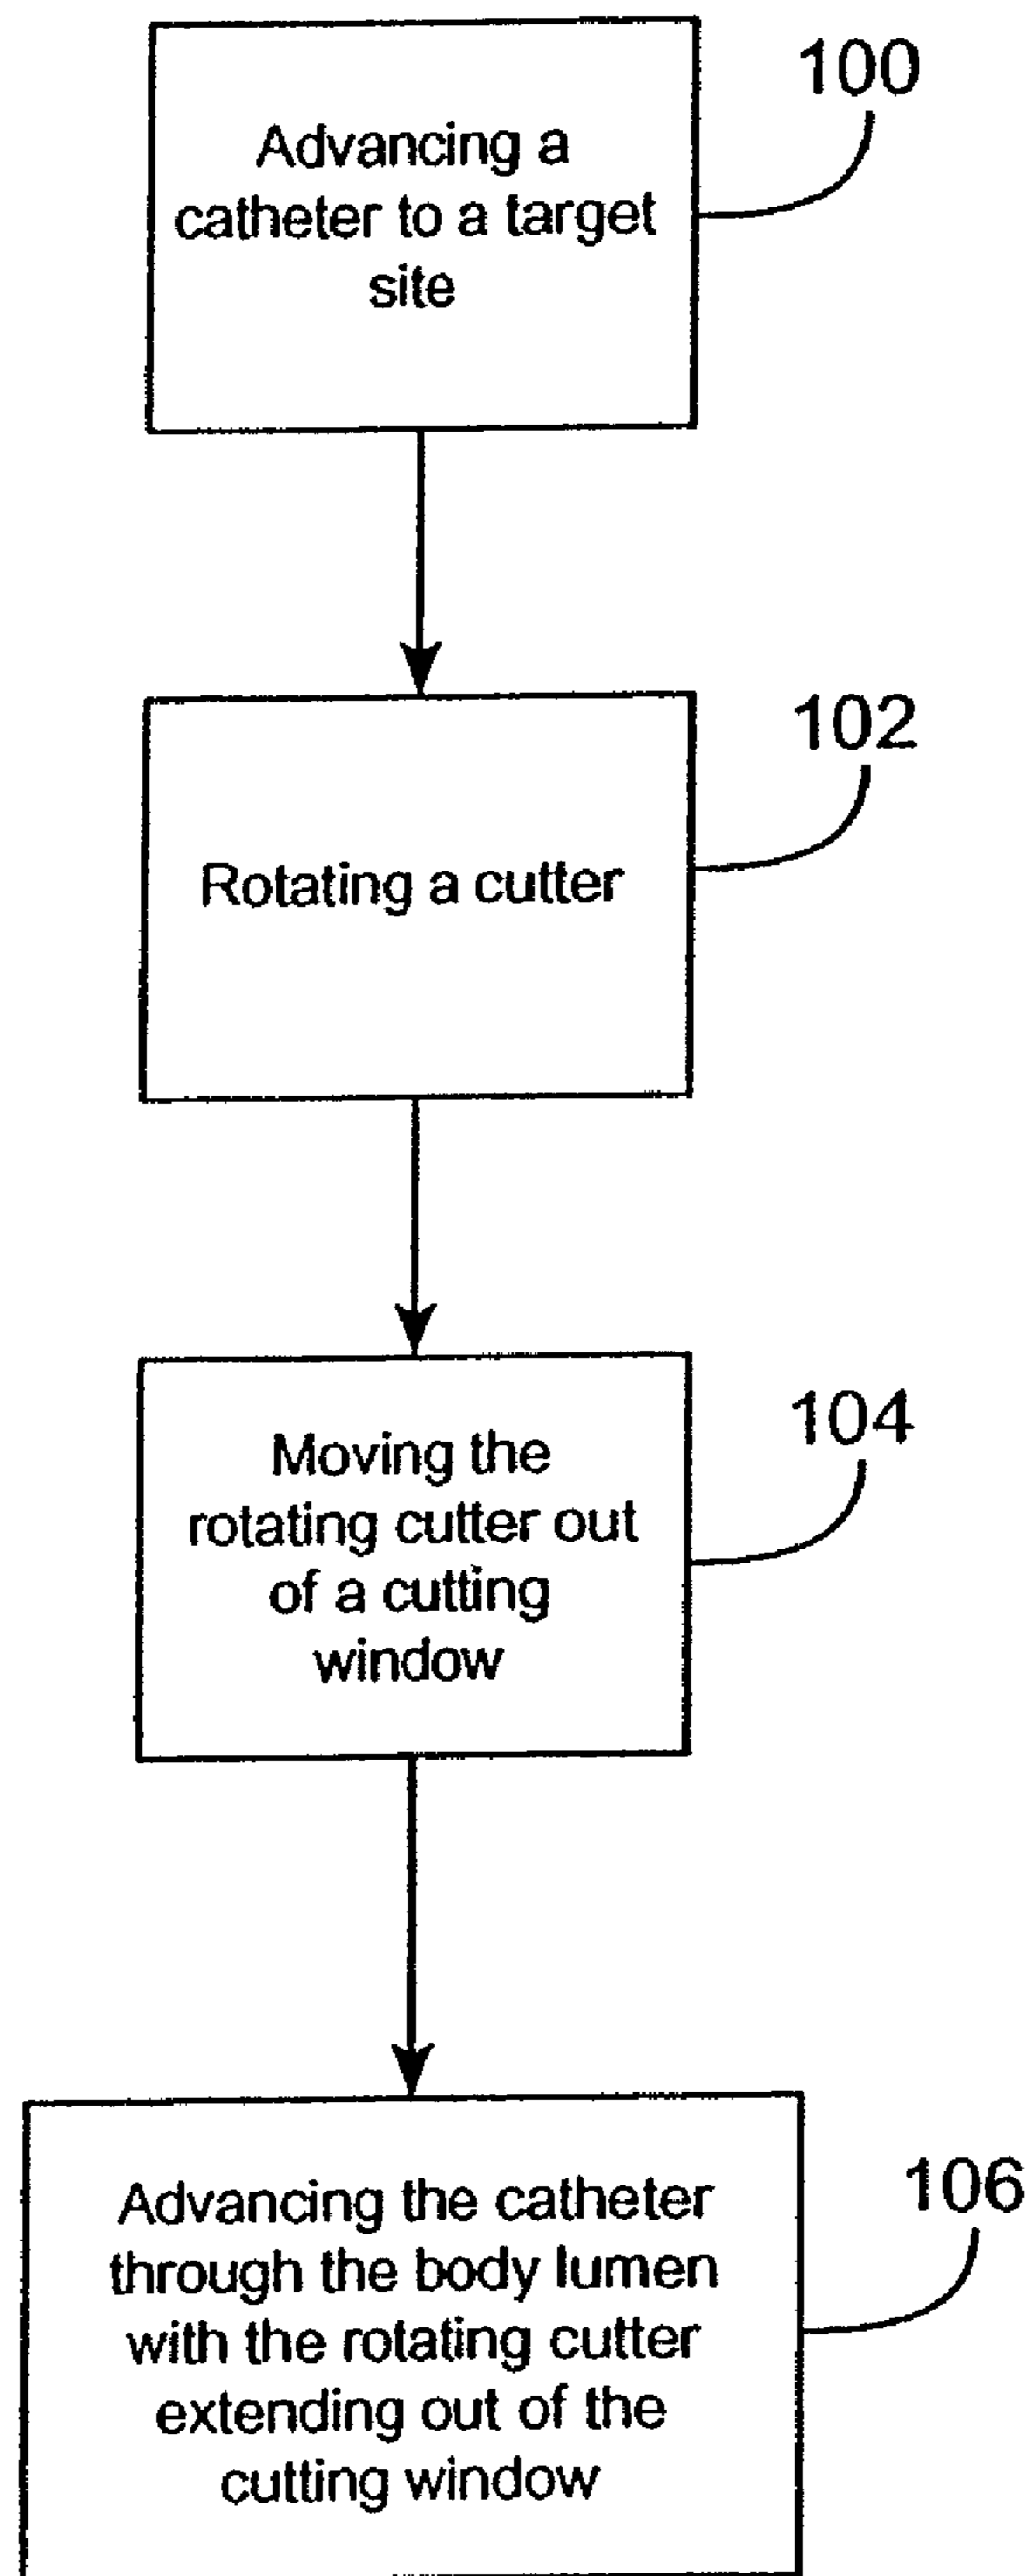 100
Advancing a
catheter to a target
site
102
Rotating a cutter
104
Moving the
rotating cutter out
of a cutting
window
106
Advancing the catheter
through the body lumen
with the rotating cutter
extending out of the
cutting window